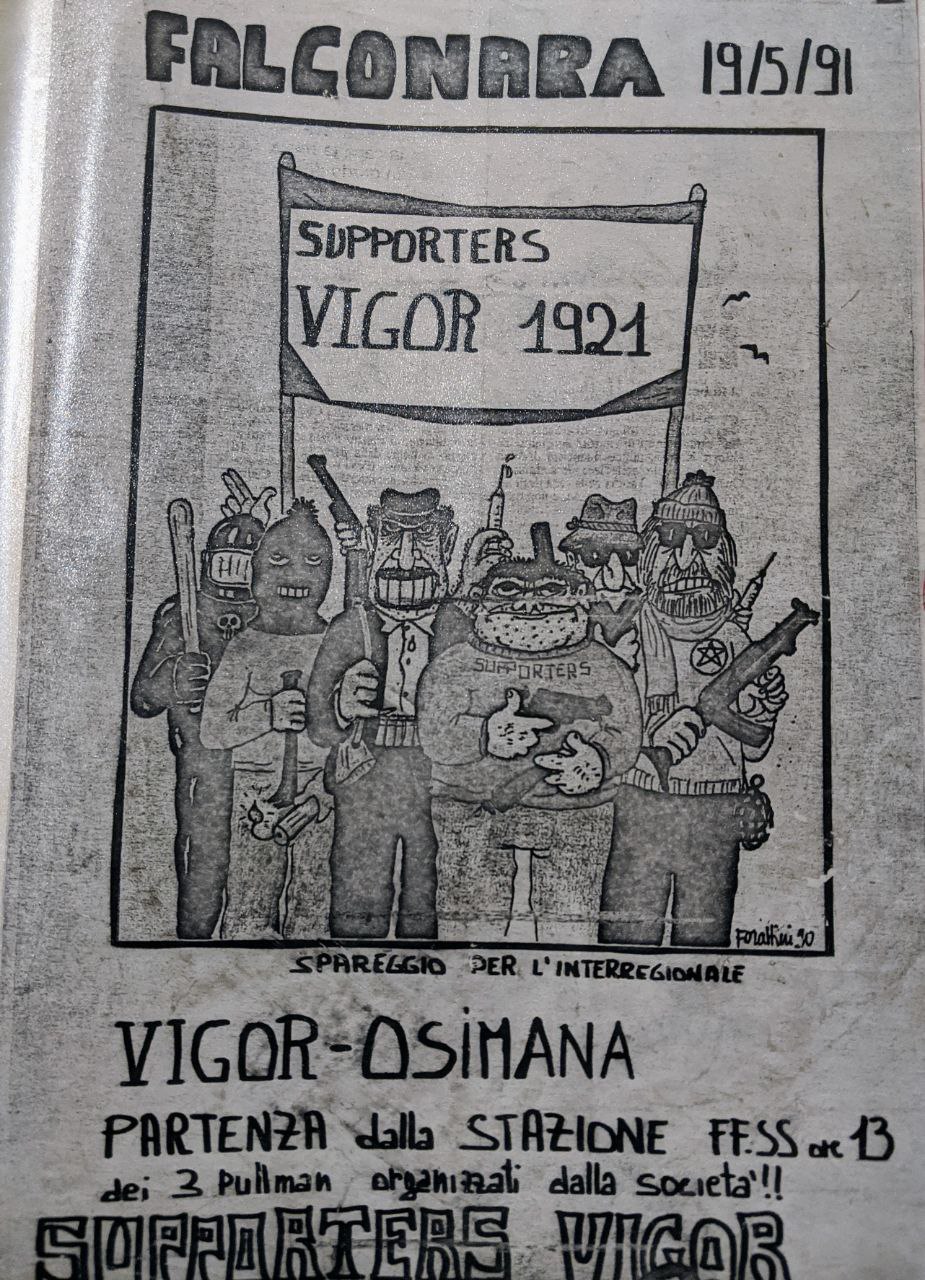 FALCONARA 19/5/91
SUPPORTERS
VIGOR 1921
SUPPORTERS
SPAREGGIO PER L'INTERREGIONALE
VIGOR-OSiMANA
PARTENZA dalla STAZIONE FF.SS ore 13
dei 3 Pullman organizzati dalla societa'!!
SUPPORTERS VIGOR